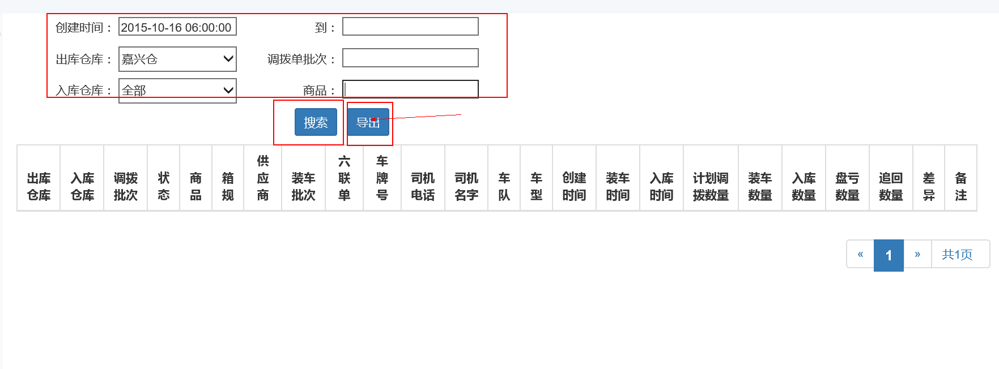 创建时间： 2015-10-16 06:00:00 到：
出库仓库： 嘉兴仓 调拨单批次：
入库仓库： 全部 商品：
搜索 导出
出库仓库 入库仓库 调拨批次 状态 商品 箱规 供应商 装车批次 六联单 车牌号 司机电话 司机名字 车队 车型 创建时间 装车时间 入库时间 计划调拨数量 装车数量 入库数量 盘亏数量 追回数量 差异 备注
« 1 » 共1页